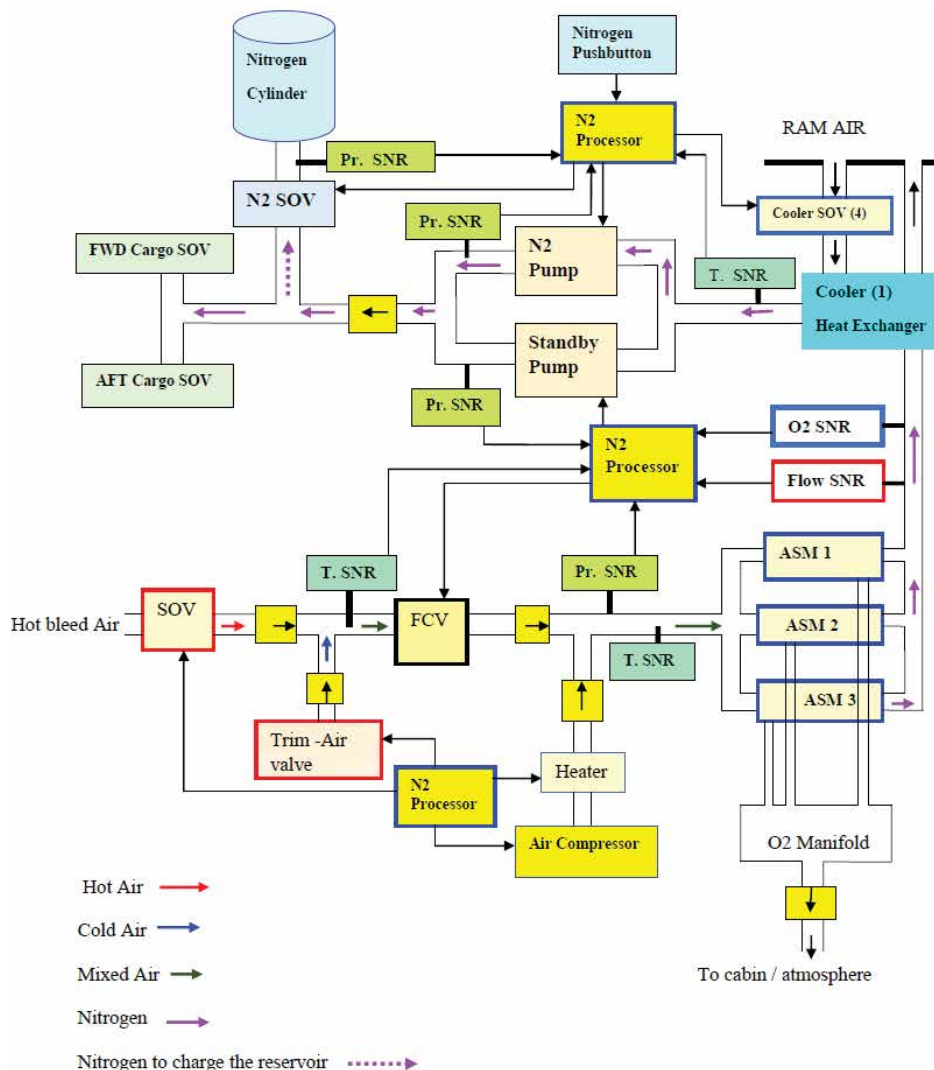 Nitrogen
Cylinder
Nitrogen
Pushbutton
N2
Processor
RAM AIR
Pr. SNR
N2 SOV
Cooler SOV (4)
Pr. SNR
FWD Cargo SOV
N2
Pump
T. SNR
Cooler (1)
Heat Exchanger
Standby
Pump
AFT Cargo SOV
Pr. SNR
O2 SNR
N2
Processor
Flow SNR
ASM 1
T. SNR
Pr. SNR
SOV
FCV
Hot bleed Air
ASM 2
T. SNR
ASM 3
Trim -Air
valve
Heater
N2
Processor
Air Compressor
O2 Manifold
Hot Air
Cold Air
Mixed Air
To cabin / atmosphere
Nitrogen
Nitrogen to charge the reservoir